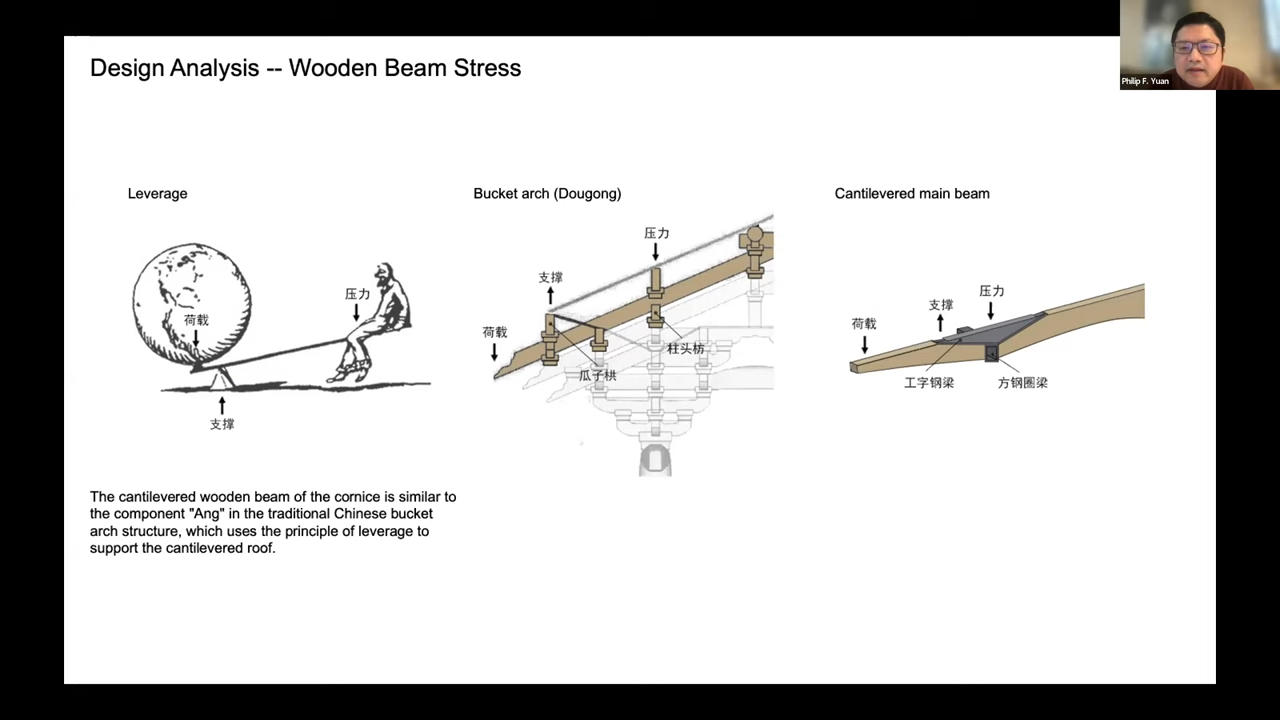 Design Analysis -- Wooden Beam Stress
Philip F. Yuan
Leverage
荷载
压力
支撑
Bucket arch (Dougong)
压力
支撑
荷载
柱头枋
瓜子栱
Cantilevered main beam
压力
支撑
荷载
工字钢梁
方钢圈梁
The cantilevered wooden beam of the cornice is similar to
the component "Ang" in the traditional Chinese bucket
arch structure, which uses the principle of leverage to
support the cantilevered roof.